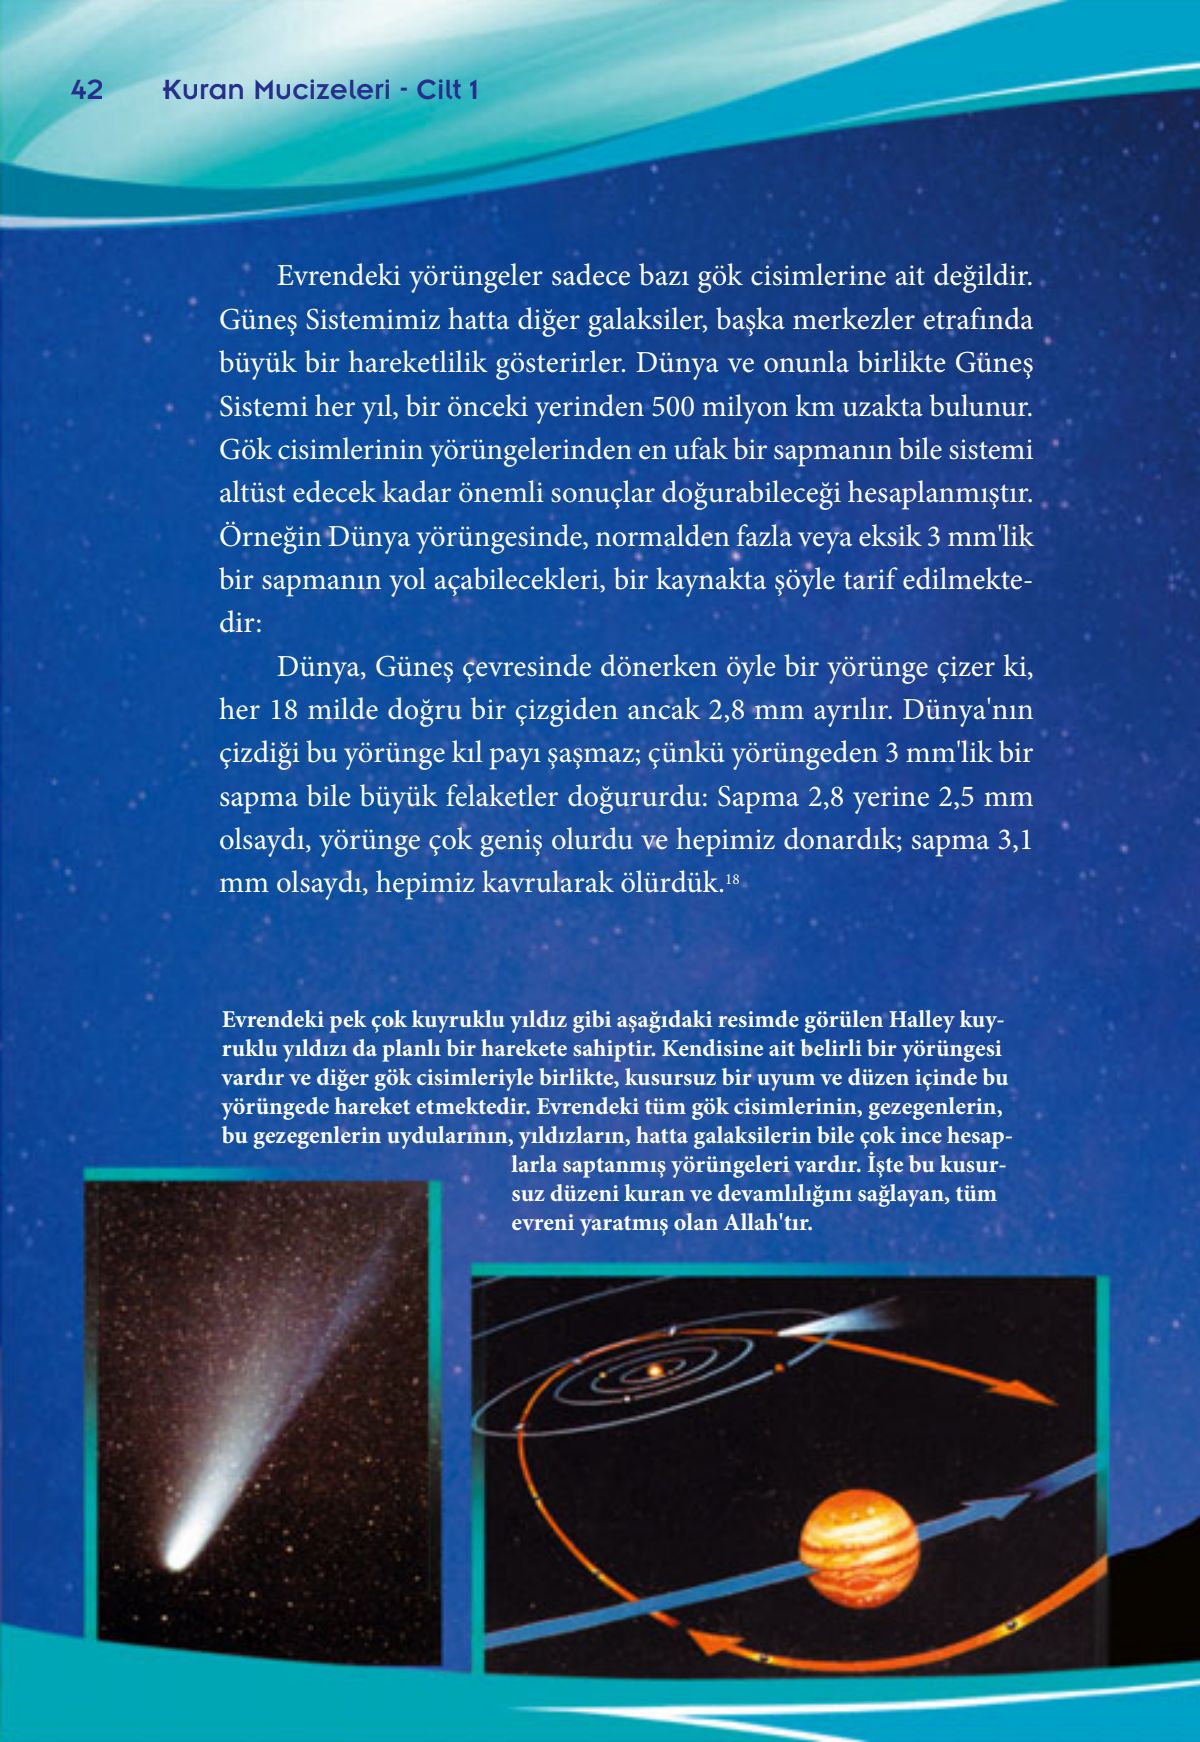 42 Kuran Mucizeleri - Cilt 1
Evrendeki yörüngeler sadece bazı gök cisimlerine ait değildir.
Güneş Sistemimiz hatta diğer galaksiler, başka merkezler etrafında
büyük bir hareketlilik gösterirler. Dünya ve onunla birlikte Güneş
Sistemi her yıl, bir önceki yerinden 500 milyon km uzakta bulunur.
Gök cisimlerinin yörüngelerinden en ufak bir sapmanın bile sistemi
altüst edecek kadar önemli sonuçlar doğurabileceği hesaplanmıştır.
Örneğin Dünya yörüngesinde, normalden fazla veya eksik 3 mm'lik
bir sapmanın yol açabilecekleri, bir kaynakta şöyle tarif edilmekte-
dir:
Dünya, Güneş çevresinde dönerken öyle bir yörünge çizer ki,
her 18 milde doğru bir çizgiden ancak 2,8 mm ayrılır. Dünya'nın
çizdiği bu yörünge kıl payı şaşmaz; çünkü yörüngeden 3 mm'lik bir
sapma bile büyük felaketler doğururdu: Sapma 2,8 yerine 2,5 mm
olsaydı, yörünge çok geniş olurdu ve hepimiz donardık; sapma 3,1
mm olsaydı, hepimiz kavrularak ölürdük.18
Evrendeki pek çok kuyruklu yıldız gibi aşağıdaki resimde görülen Halley kuy-
ruklu yıldızı da planlı bir harekete sahiptir. Kendisine ait belirli bir yörüngesi
vardır ve diğer gök cisimleriyle birlikte, kusursuz bir uyum ve düzen içinde bu
yörüngede hareket etmektedir. Evrendeki tüm gök cisimlerinin, gezegenlerin,
bu gezegenlerin uydularının, yıldızların, hatta galaksilerin bile çok ince hesap-
larla saptanmış yörüngeleri vardır. İşte bu kusur-
suz düzeni kuran ve devamlılığını sağlayan, tüm
evreni yaratmış olan Allah'tır.